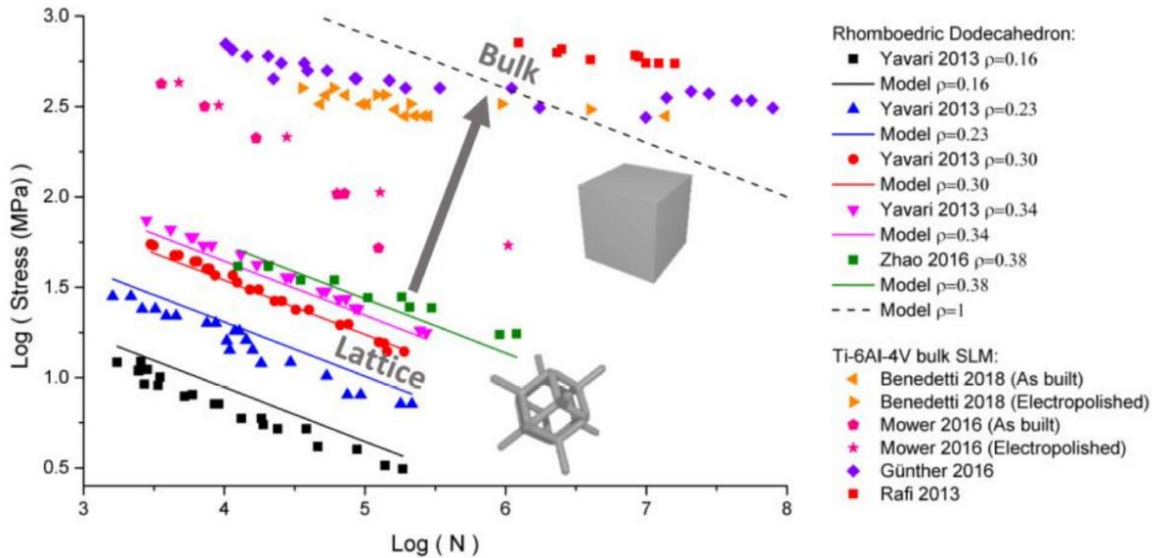 3.0
2.5
2.0
1.5
1.0
0.5
Log ( Stress (MPa))
3
4
5
6
7
8
Log ( N )
Bulk
Lattice
Rhomboedric Dodecahedron:
Yavari 2013 ρ=0.16
Model ρ=0.16
Yavari 2013 ρ=0.23
Model ρ=0.23
Yavari 2013 ρ=0.30
Model ρ=0.30
Yavari 2013 ρ=0.34
Model ρ=0.34
Zhao 2016 ρ=0.38
Model ρ=0.38
Model ρ=1
Ti-6Al-4V bulk SLM:
Benedetti 2018 (As built)
Benedetti 2018 (Electropolished)
Mower 2016 (As built)
Mower 2016 (Electropolished)
Günther 2016
Rafi 2013